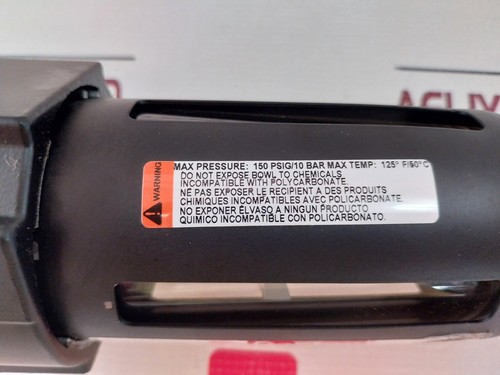 WARNING
MAX PRESSURE: 150 PSIG/10 BAR MAX TEMP: 125° F/50°C
DO NOT EXPOSE BOWL TO CHEMICALS
INCOMPATIBLE WITH POLYCARBONATE.
NÉ PAS EXPOSER LE RECIPIENT A DES PRODUITS
CHIMIQUES INCOMPATIBLES AVEC POLICARBONATE.
NO EXPONER ÉLVASO A NINGUN PRODUCTO
QUIMICO INCOMPATIBLE CON POLICARBONATO.